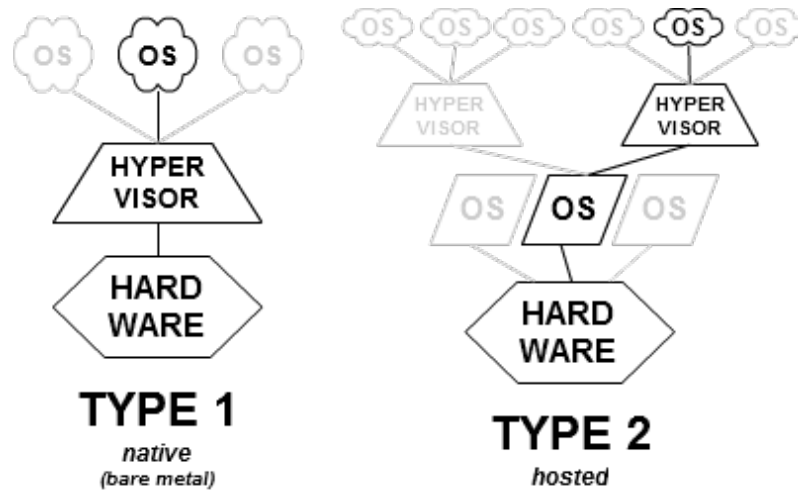 OS OS OS
HYPER
VISOR
HARD
WARE
TYPE 1
native
(bare metal)
OS OS OS OS OS OS
HYPER
VISOR
HYPER
VISOR
OS OS OS
HARD
WARE
TYPE 2
hosted